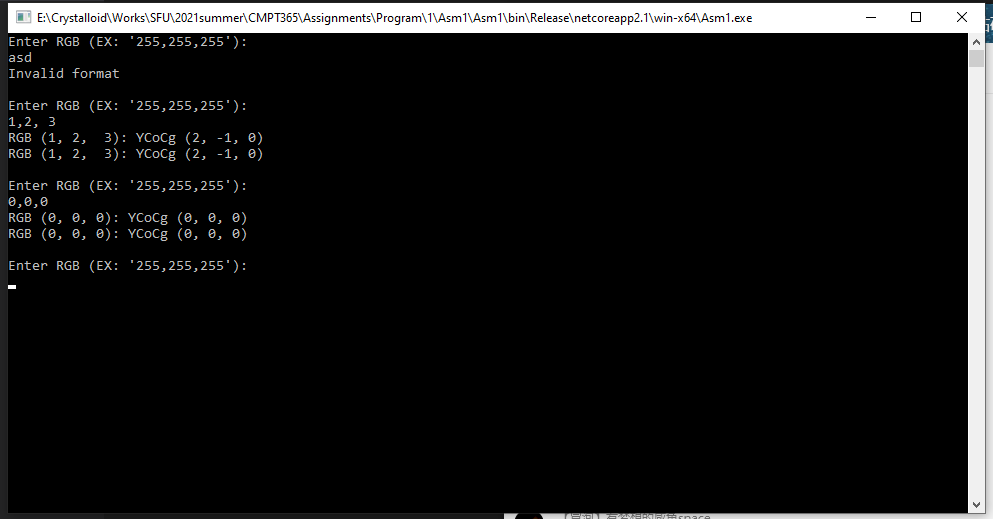 E:\Crystalloid\Works\SFU\2021summer\CMPT365\Assignments\Program\1\Asm1\Asm1\bin\Release\netcoreapp2.1\win-x64\Asm1.exe
Enter RGB (EX: '255,255,255'):
asd
Invalid format
Enter RGB (EX: '255,255,255'):
1,2, 3
RGB (1, 2,  3): YCoCg (2, -1, 0)
RGB (1, 2,  3): YCoCg (2, -1, 0)
Enter RGB (EX: '255,255,255'):
0,0,0
RGB (0, 0, 0): YCoCg (0, 0, 0)
RGB (0, 0, 0): YCoCg (0, 0, 0)
Enter RGB (EX: '255,255,255'):
space